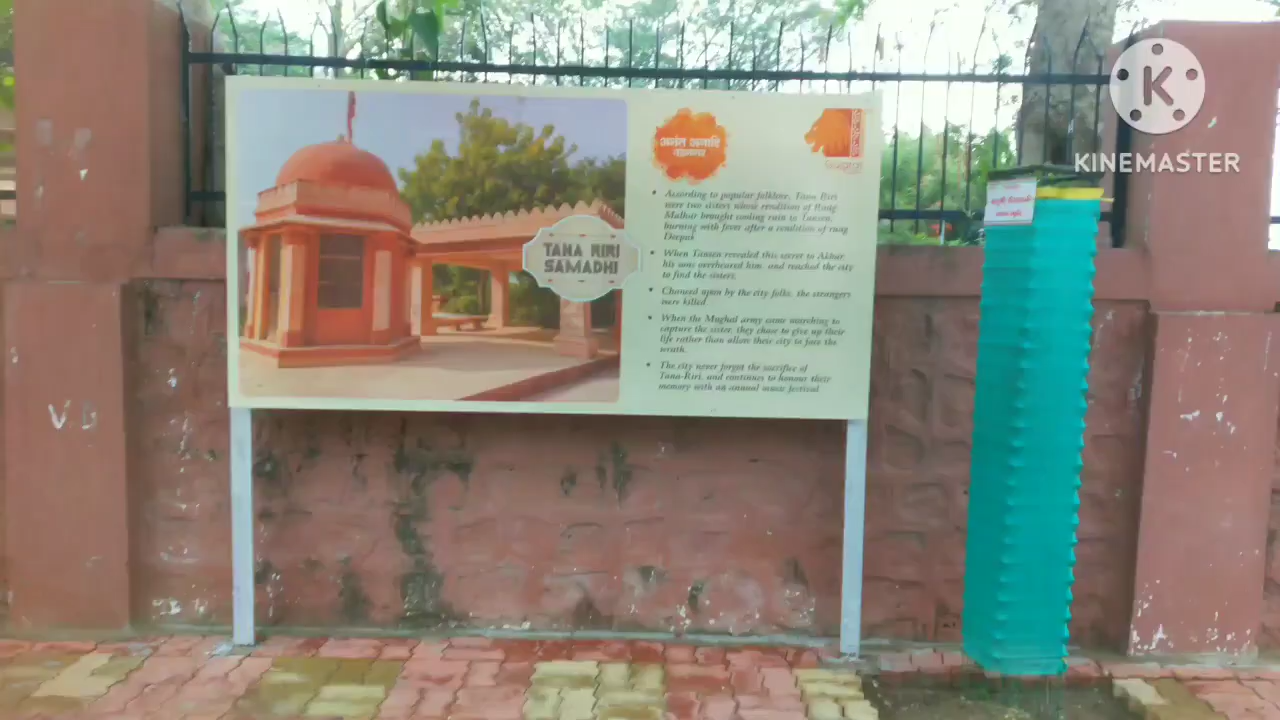 KINEMASTER
K
TANA RIRI
SAMADHI
अनंत अनादि
वडनगर
• According to popular folklore, Tana Riri
were two sisters whose rendition of Raag
Malhar brought cooling rain to Tansen,
burning with fever after a rendition of raag
Deepak
• When Tansen revealed this secret to Akbar,
his sons overheared him, and reached the city
to find the sisters.
• Chanced upon by the city folks, the strangers
were killed.
• When the Mughal army came marching to
capture the sister, they chose to give up their
life rather than allow their city to face the
wrath.
• The city never forgot the sacrifice of
Tana-Riri, and continues to honour their
memory with an annual music festival
V D